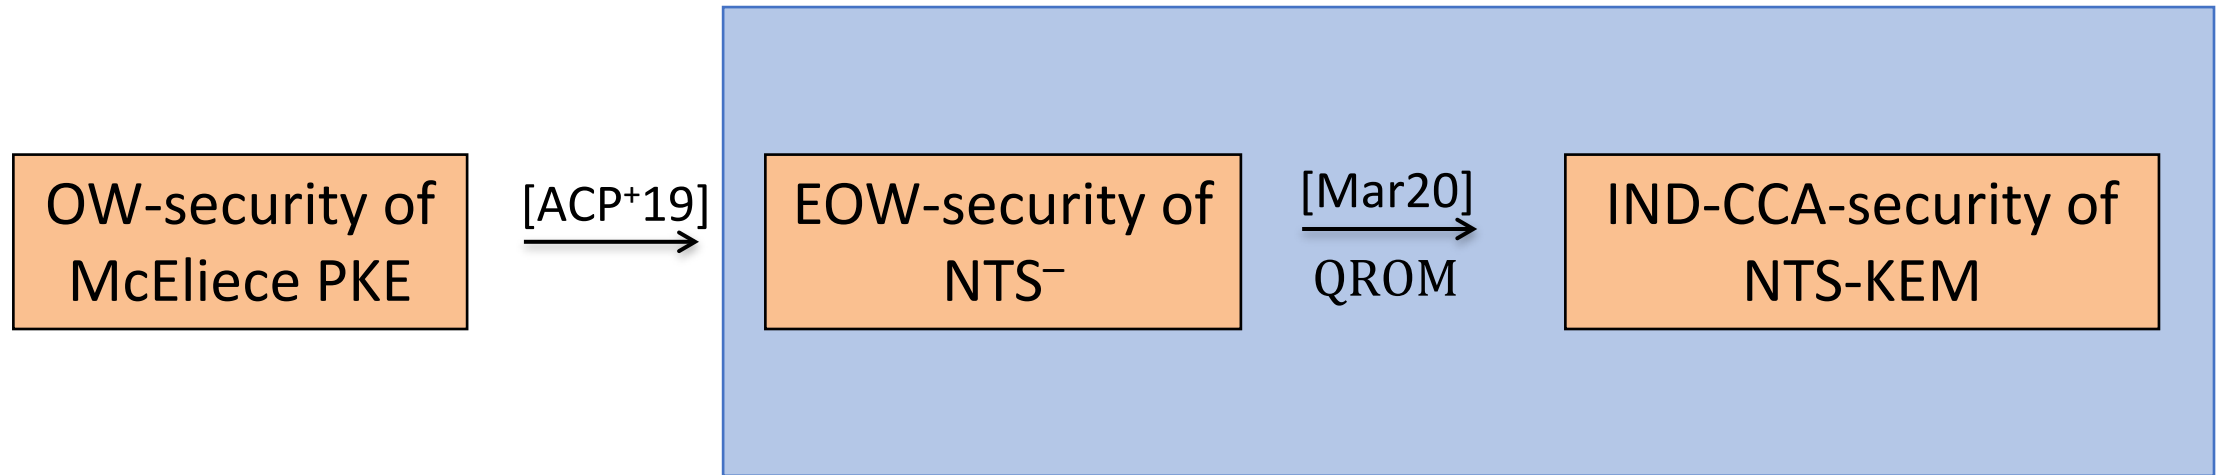 OW-security of
McEliece PKE
[ACP⁺19]
EOW-security of
NTS⁻
[Mar20]
QROM
IND-CCA-security of
NTS-KEM